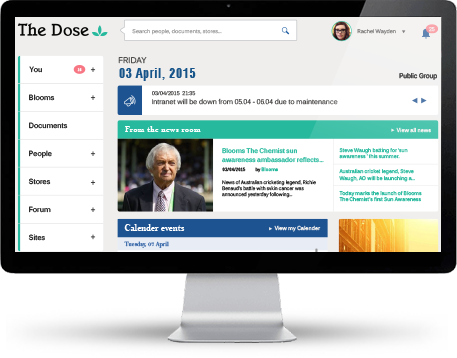 The Dose
Search people, documents, stores...
Rachel Wayden
FRIDAY
03 April, 2015
Public Group
You
Blooms
Documents
People
Stores
Forum
Sites
03/04/2015 21:35
Intranet will be down from 05.04 - 06.04 due to maintenance
From the news room
View all news
Blooms The Chemist sun
awareness ambassador reflects...
10/04/2015 by Bloome
News of Australian cricketing legend, Richie
Benaud's battle with skin cancer was
announced yesterday following...
Steve Waugh batting for 'sun
awareness ' this summer.
Australian cricket legend, Steve
Waugh, AO will be launching a...
Today marks the launch of Blooms
The Chemist's first Sun Awareness
Calender events
View my Calender
Tuesday, 07 April